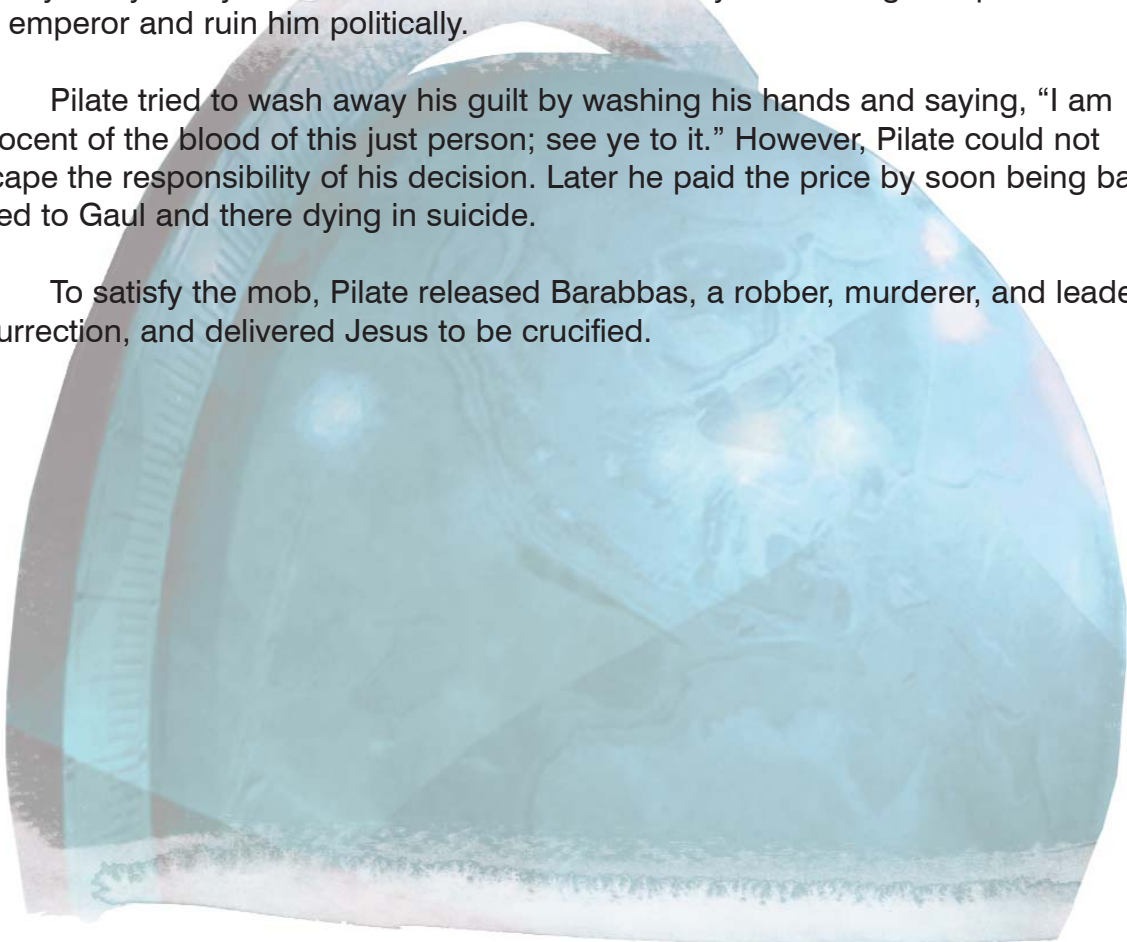 emperor and ruin him politically.
Pilate tried to wash away his guilt by washing his hands and saying, “I am
ocent of the blood of this just person; see ye to it.” However, Pilate could not
cape the responsibility of his decision. Later he paid the price by soon being ba
ed to Gaul and there dying in suicide.
To satisfy the mob, Pilate released Barabbas, a robber, murderer, and leade
urrection, and delivered Jesus to be crucified.